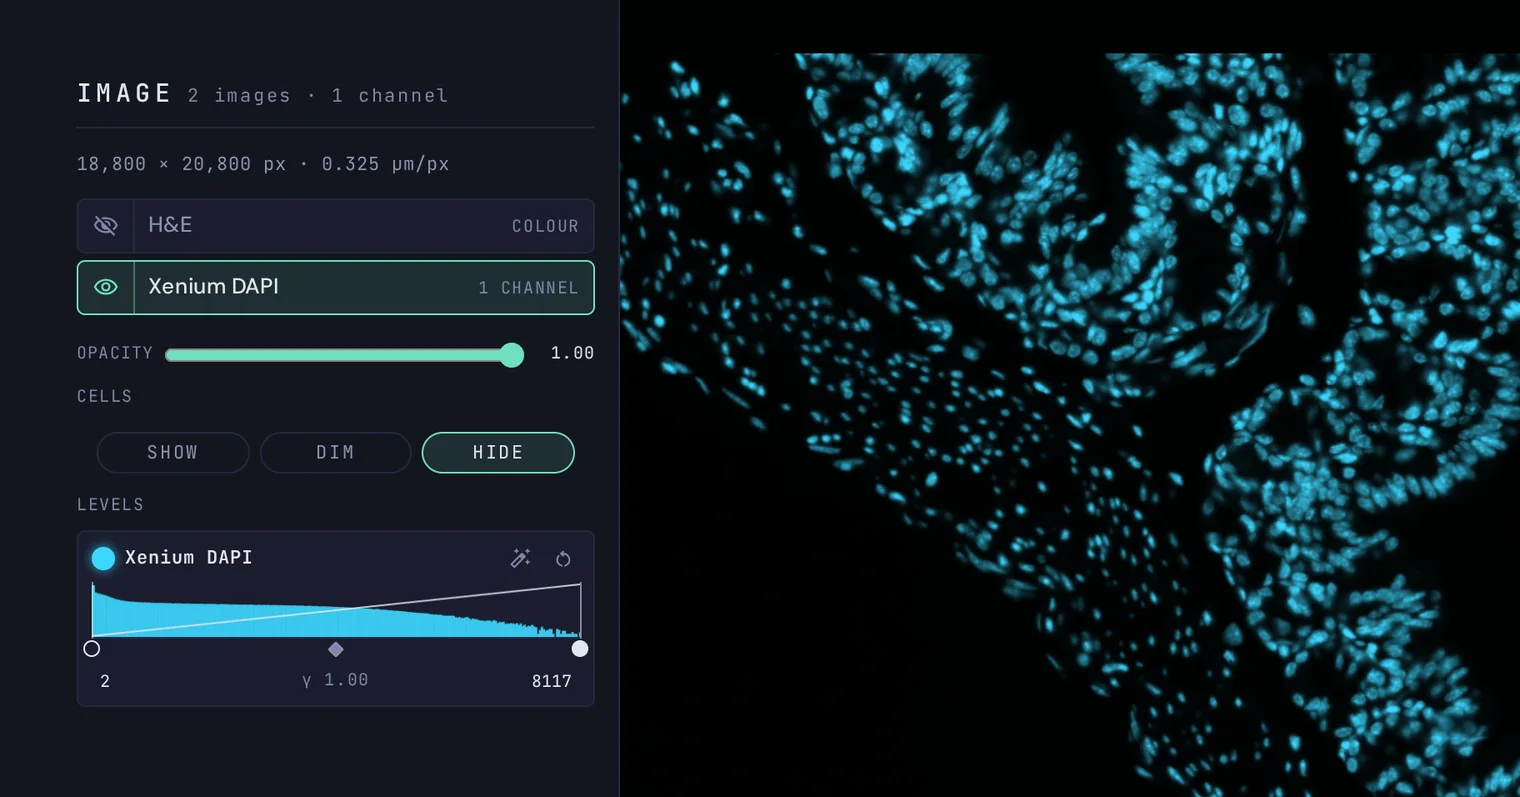 IMAGE 2 images · 1 channel
18,800 × 20,800 px · 0.325 µm/px
H&E COLOUR
Xenium DAPI 1 CHANNEL
OPACITY 1.00
CELLS
SHOW DIM HIDE
LEVELS
Xenium DAPI
2 γ 1.00 8117